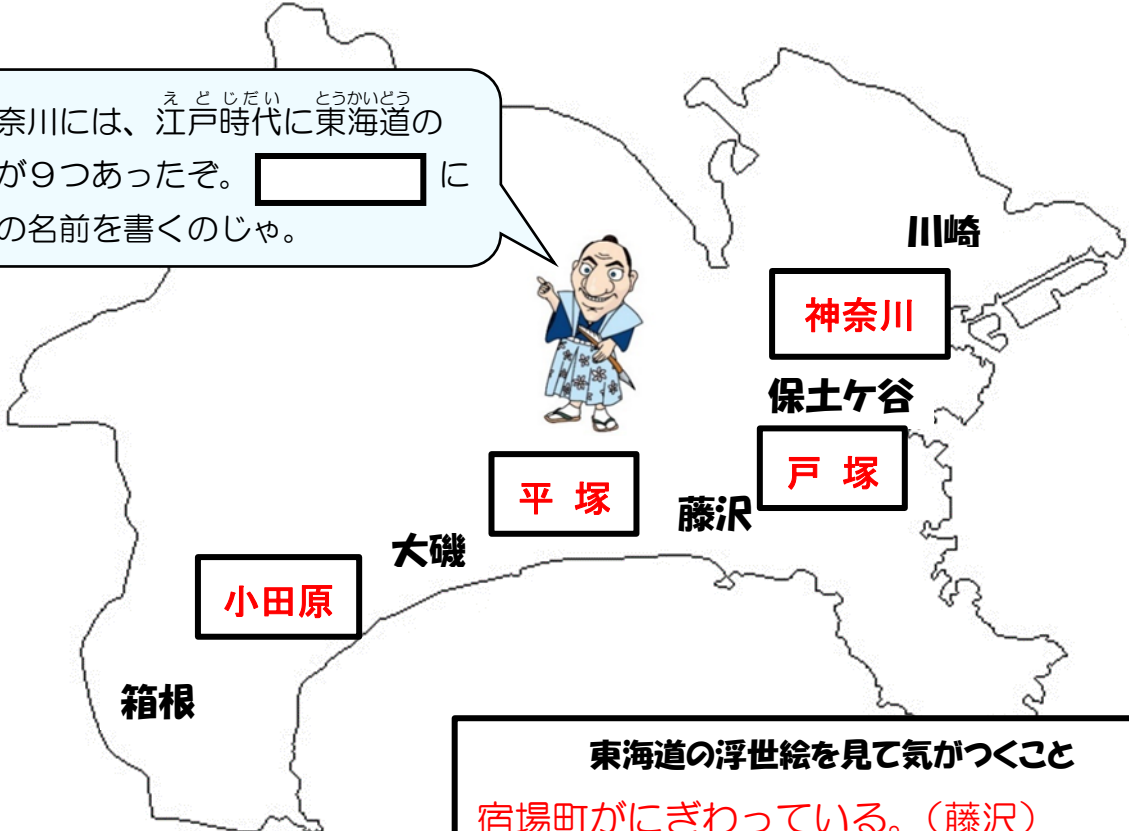 えどじだい とうかいどう
奈川には、江戸時代に東海道の
が9つあったぞ。 に
の名前を書くのじゃ。
川崎
神奈川
保土ケ谷
戸 塚
平 塚
藤沢
大磯
小田原
箱根
東海道の浮世絵を見て気がつくこと
宿場町がにぎわっている。(藤沢)